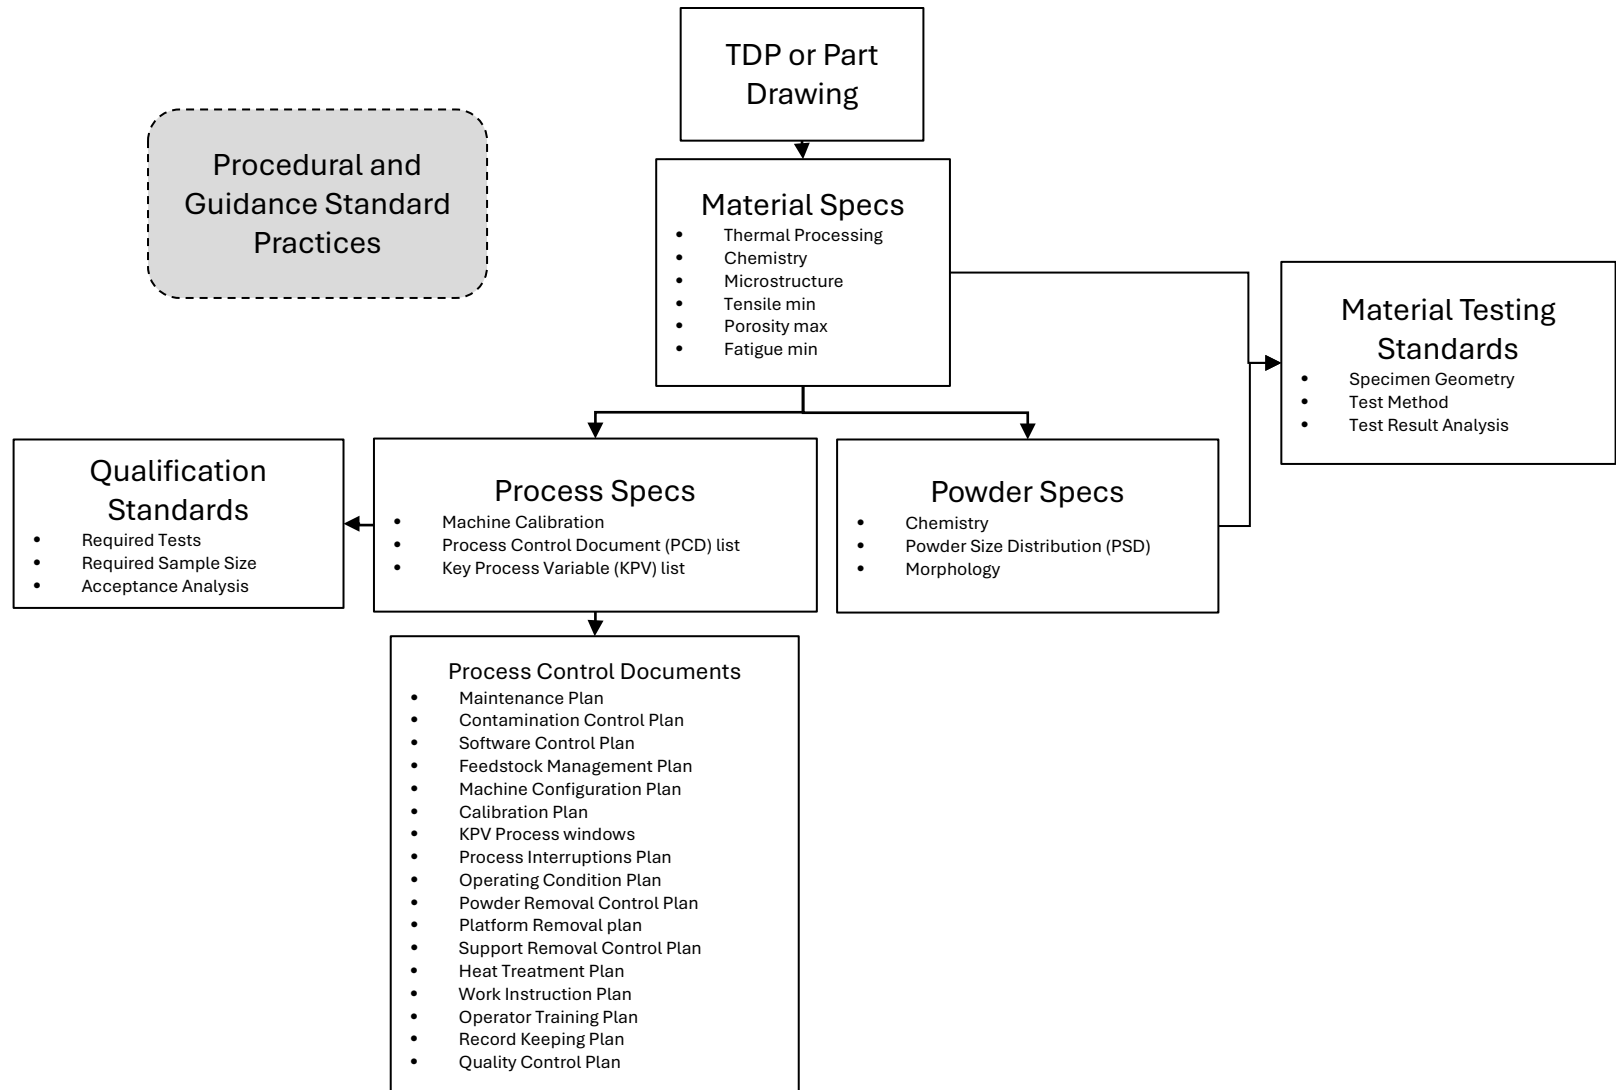 TDP or Part
Drawing
Procedural and
Guidance Standard
Practices
Material Specs
• Thermal Processing
• Chemistry
• Microstructure
• Tensile min
• Porosity max
• Fatigue min
Material Testing
Standards
• Specimen Geometry
• Test Method
• Test Result Analysis
Qualification
Standards
• Required Tests
• Required Sample Size
• Acceptance Analysis
Process Specs
• Machine Calibration
• Process Control Document (PCD) list
• Key Process Variable (KPV) list
Powder Specs
• Chemistry
• Powder Size Distribution (PSD)
• Morphology
Process Control Documents
• Maintenance Plan
• Contamination Control Plan
• Software Control Plan
• Feedstock Management Plan
• Machine Configuration Plan
• Calibration Plan
• KPV Process windows
• Process Interruptions Plan
• Operating Condition Plan
• Powder Removal Control Plan
• Platform Removal plan
• Support Removal Control Plan
• Heat Treatment Plan
• Work Instruction Plan
• Operator Training Plan
• Record Keeping Plan
• Quality Control Plan